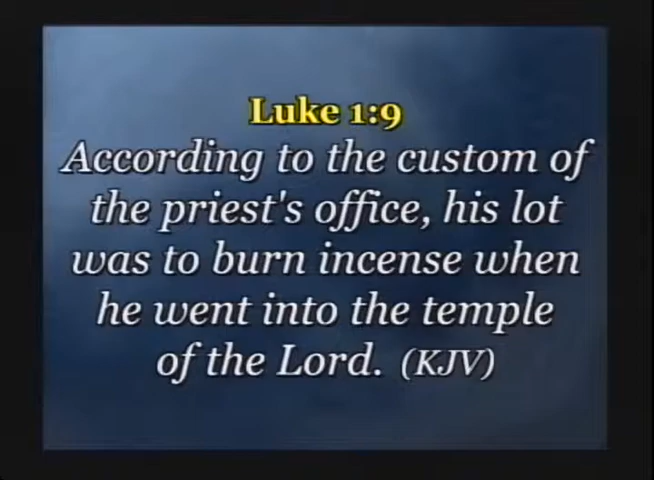 Luke 1:9
According to the custom of
the priest's office, his lot
was to burn incense when
he went into the temple
of the Lord. (KJV)